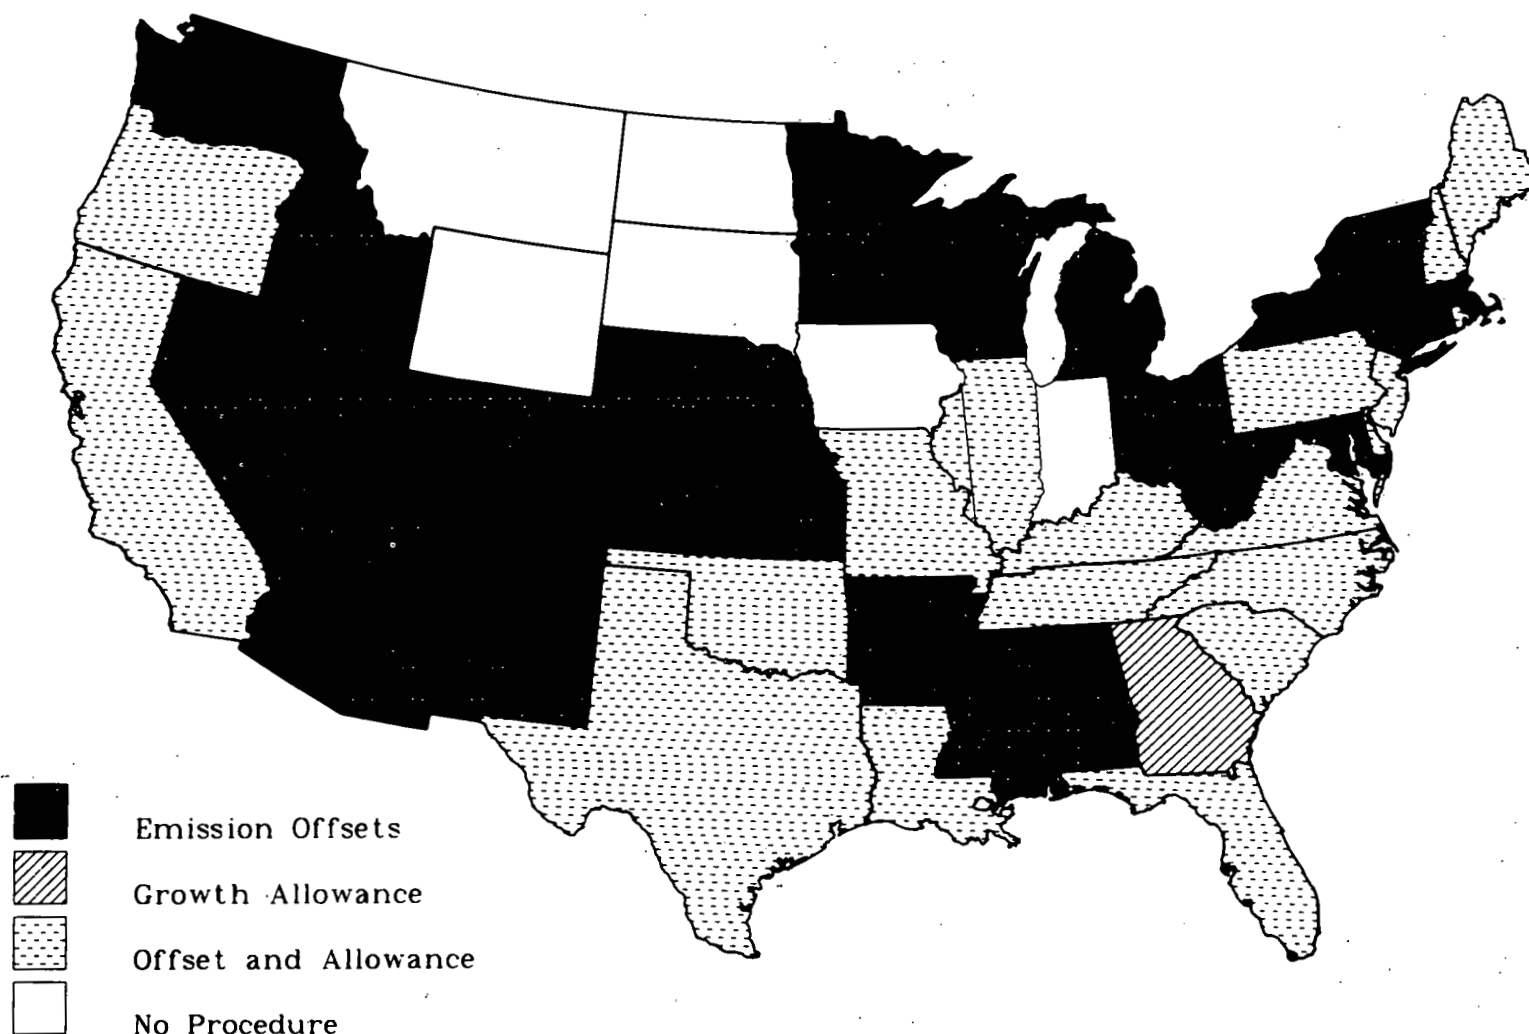 Emission Offsets
Growth Allowance
Offset and Allowance
No Procedure